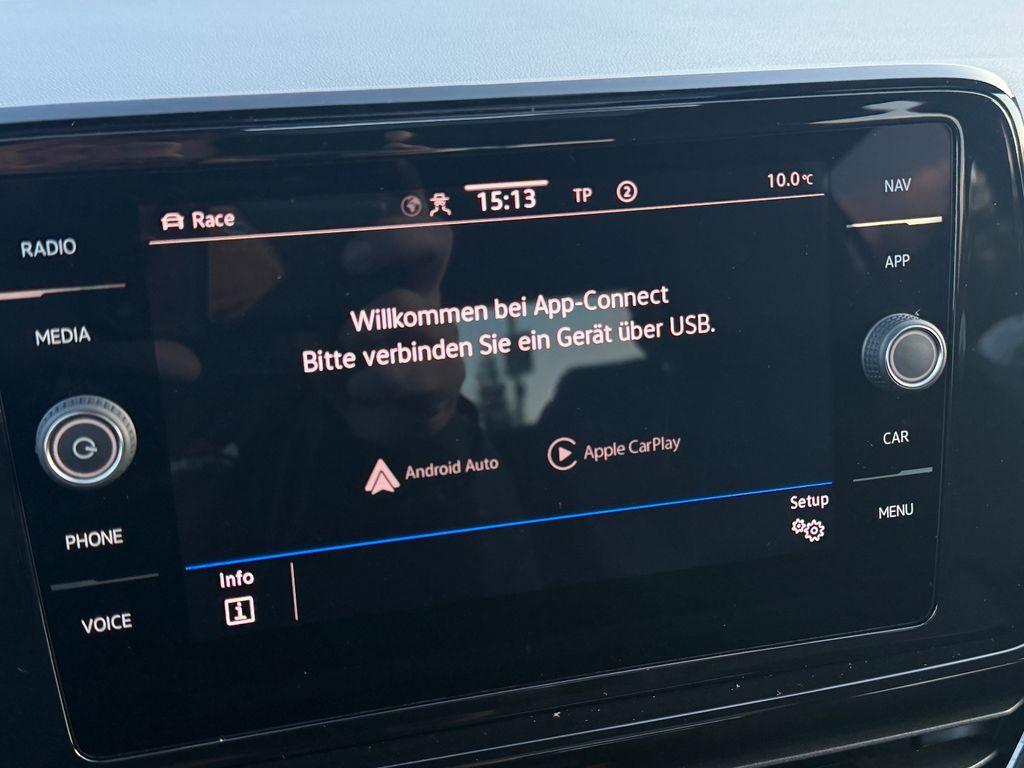 Race
15:13
TP
2
10.0°C
RADIO
MEDIA
PHONE
VOICE
Willkommen bei App-Connect
Bitte verbinden Sie ein Gerät über USB.
Android Auto
Apple CarPlay
Setup
Info
i
NAV
APP
CAR
MENU